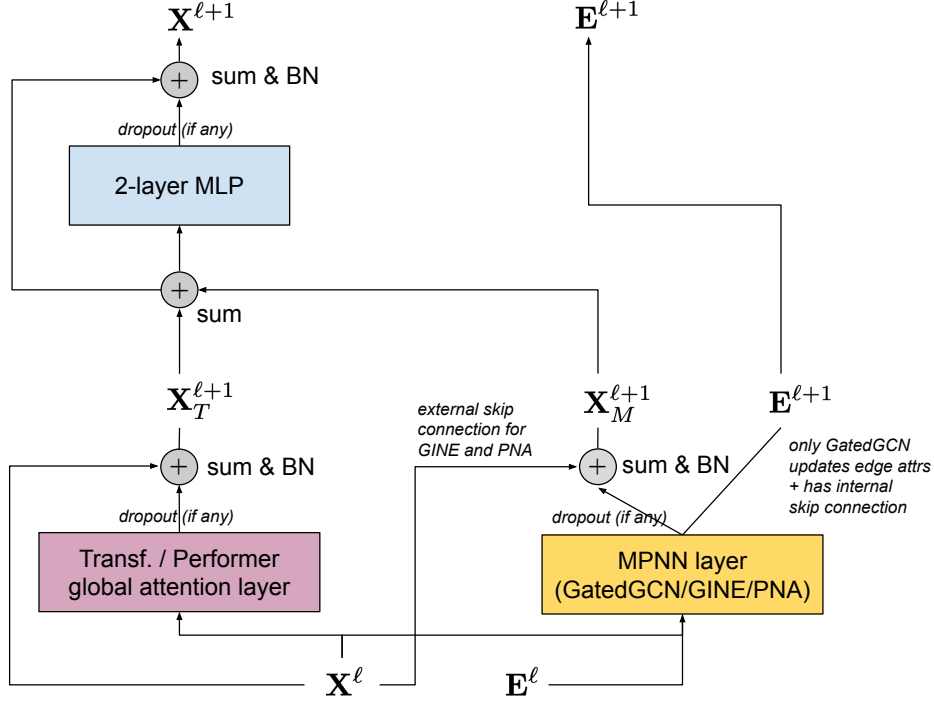 X^{ℓ+1}
E^{ℓ+1}
+
sum & BN
dropout (if any)
2-layer MLP
+
sum
X_T^{ℓ+1}
external skip
connection for
GINE and PNA
X_M^{ℓ+1}
E^{ℓ+1}
only GatedGCN
updates edge attrs
+ has internal
skip connection
+
sum & BN
+
sum & BN
dropout (if any)
dropout (if any)
Transf. / Performer
global attention layer
MPNN layer
(GatedGCN/GINE/PNA)
X^ℓ
E^ℓ